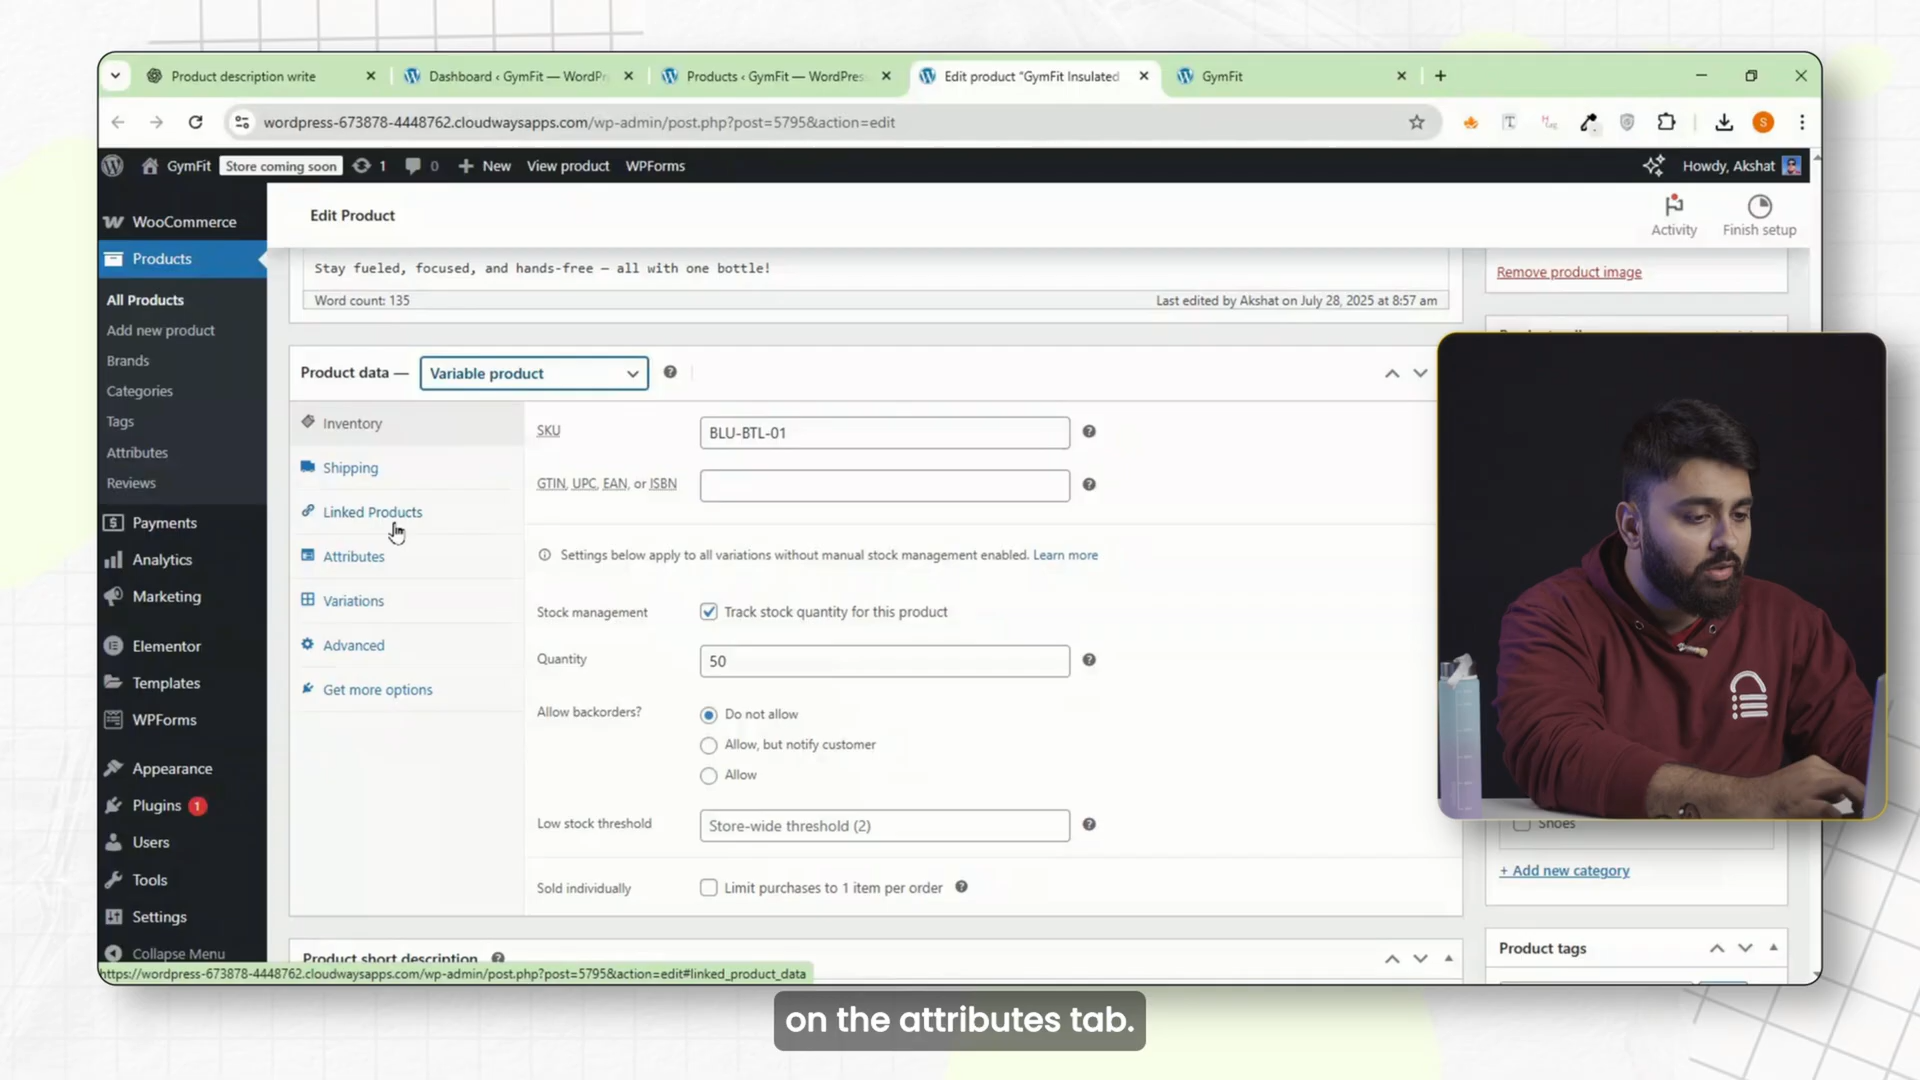 Product description write
Dashboard ‹ GymFit — WordPr
Products ‹ GymFit — WordPres
Edit product "GymFit Insulated
GymFit
wordpress-673878-4448762.cloudwaysapps.com/wp-admin/post.php?post=5795&action=edit
S
GymFit
Store coming soon
1
0
New
View product
WPForms
Howdy, Akshat
WooCommerce
Products
All Products
Add new product
Brands
Categories
Tags
Attributes
Reviews
Payments
Analytics
Marketing
Elementor
Templates
WPForms
Appearance
Plugins 1
Users
Tools
Settings
Collapse Menu
Edit Product
Activity
Finish setup
Stay fueled, focused, and hands-free — all with one bottle!
Word count: 135
Last edited by Akshat on July 28, 2025 at 8:57 am
Remove product image
Product data —
Variable product
Inventory
Shipping
Linked Products
Attributes
Variations
Advanced
Get more options
SKU
BLU-BTL-01
GTIN, UPC, EAN, or ISBN
Settings below apply to all variations without manual stock management enabled. Learn more
Stock management
Track stock quantity for this product
Quantity
50
Allow backorders?
Do not allow
Allow, but notify customer
Allow
Low stock threshold
Store-wide threshold (2)
Sold individually
Limit purchases to 1 item per order
Shoes
+ Add new category
Product tags
Product short description
https://wordpress-673878-4448762.cloudwaysapps.com/wp-admin/post.php?post=5795&action=edit#linked_product_data
on the attributes tab.